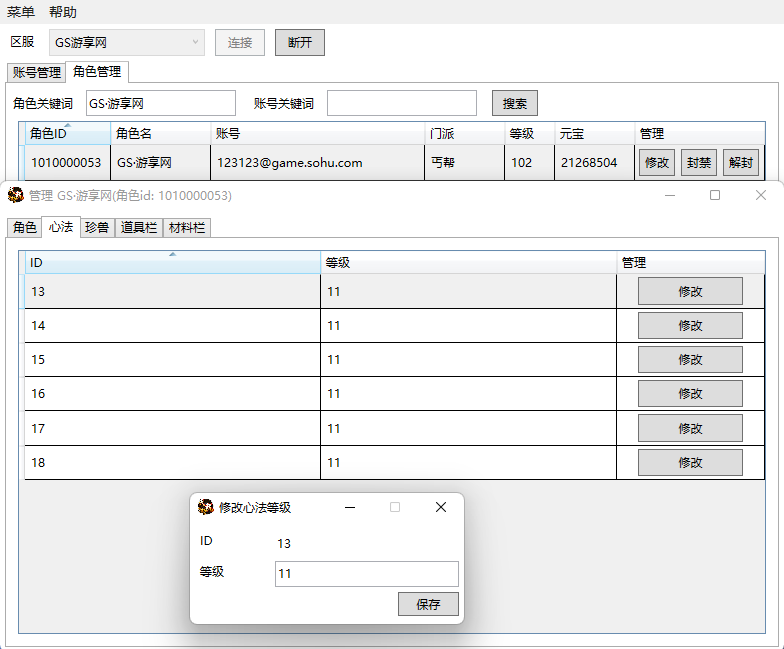 菜单 帮助
区服 GS游享网 连接 断开
账号管理 角色管理
角色关键词 GS·游享网 账号关键词 搜索
角色ID 角色名 账号 门派 等级 元宝 管理
1010000053 GS·游享网 123123@game.sohu.com 丐帮 102 21268504 修改 封禁 解封
管理 GS·游享网(角色id: 1010000053)
角色 心法 珍兽 道具栏 材料栏
ID 等级 管理
13 11 修改
14 11 修改
15 11 修改
16 11 修改
17 11 修改
18 11 修改
修改心法等级
ID 13
等级 11
保存